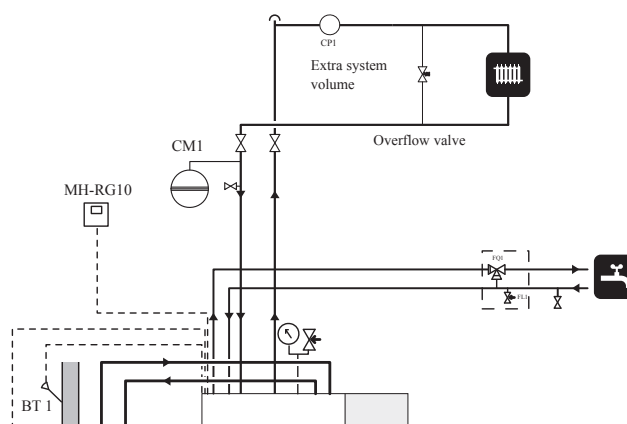 CP1
Extra system
volume
Overflow valve
CM1
MH-RG10
FQ1
FL1
BT 1